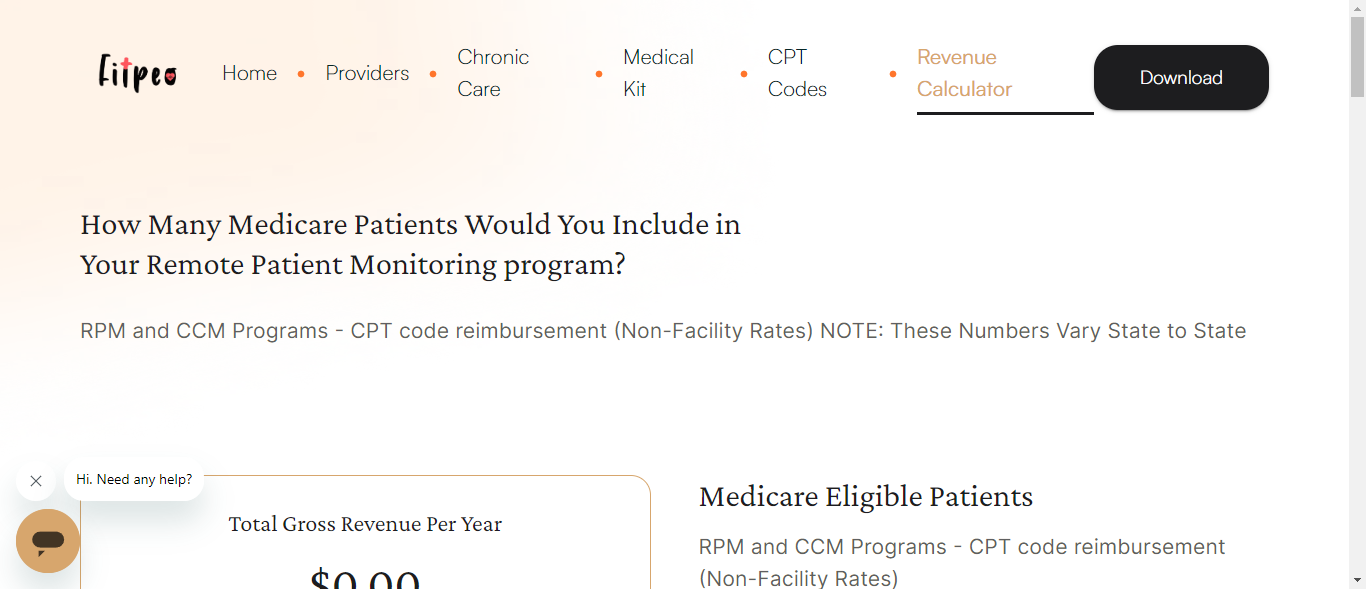 Fitpeo
Home
Providers
Chronic
Care
Medical
Kit
CPT
Codes
Revenue
Calculator
Download
How Many Medicare Patients Would You Include in
Your Remote Patient Monitoring program?
RPM and CCM Programs - CPT code reimbursement (Non-Facility Rates) NOTE: These Numbers Vary State to State
Hi. Need any help?
Total Gross Revenue Per Year
$0.00
Medicare Eligible Patients
RPM and CCM Programs - CPT code reimbursement
(Non-Facility Rates)